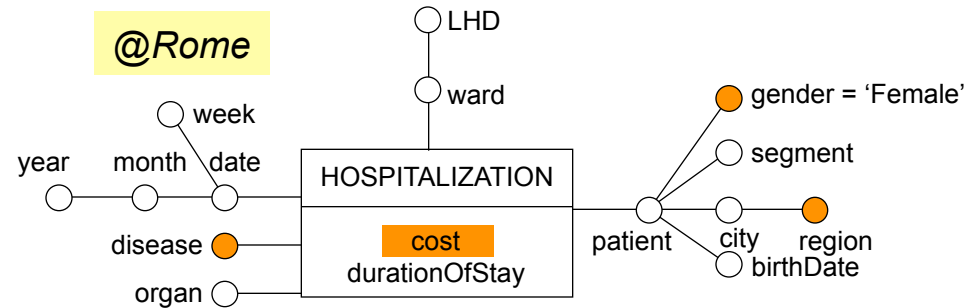 @Rome
LHD
ward
week
year
month
date
HOSPITALIZATION
cost
durationOfStay
disease
organ
gender = ‘Female’
segment
patient
city
region
birthDate